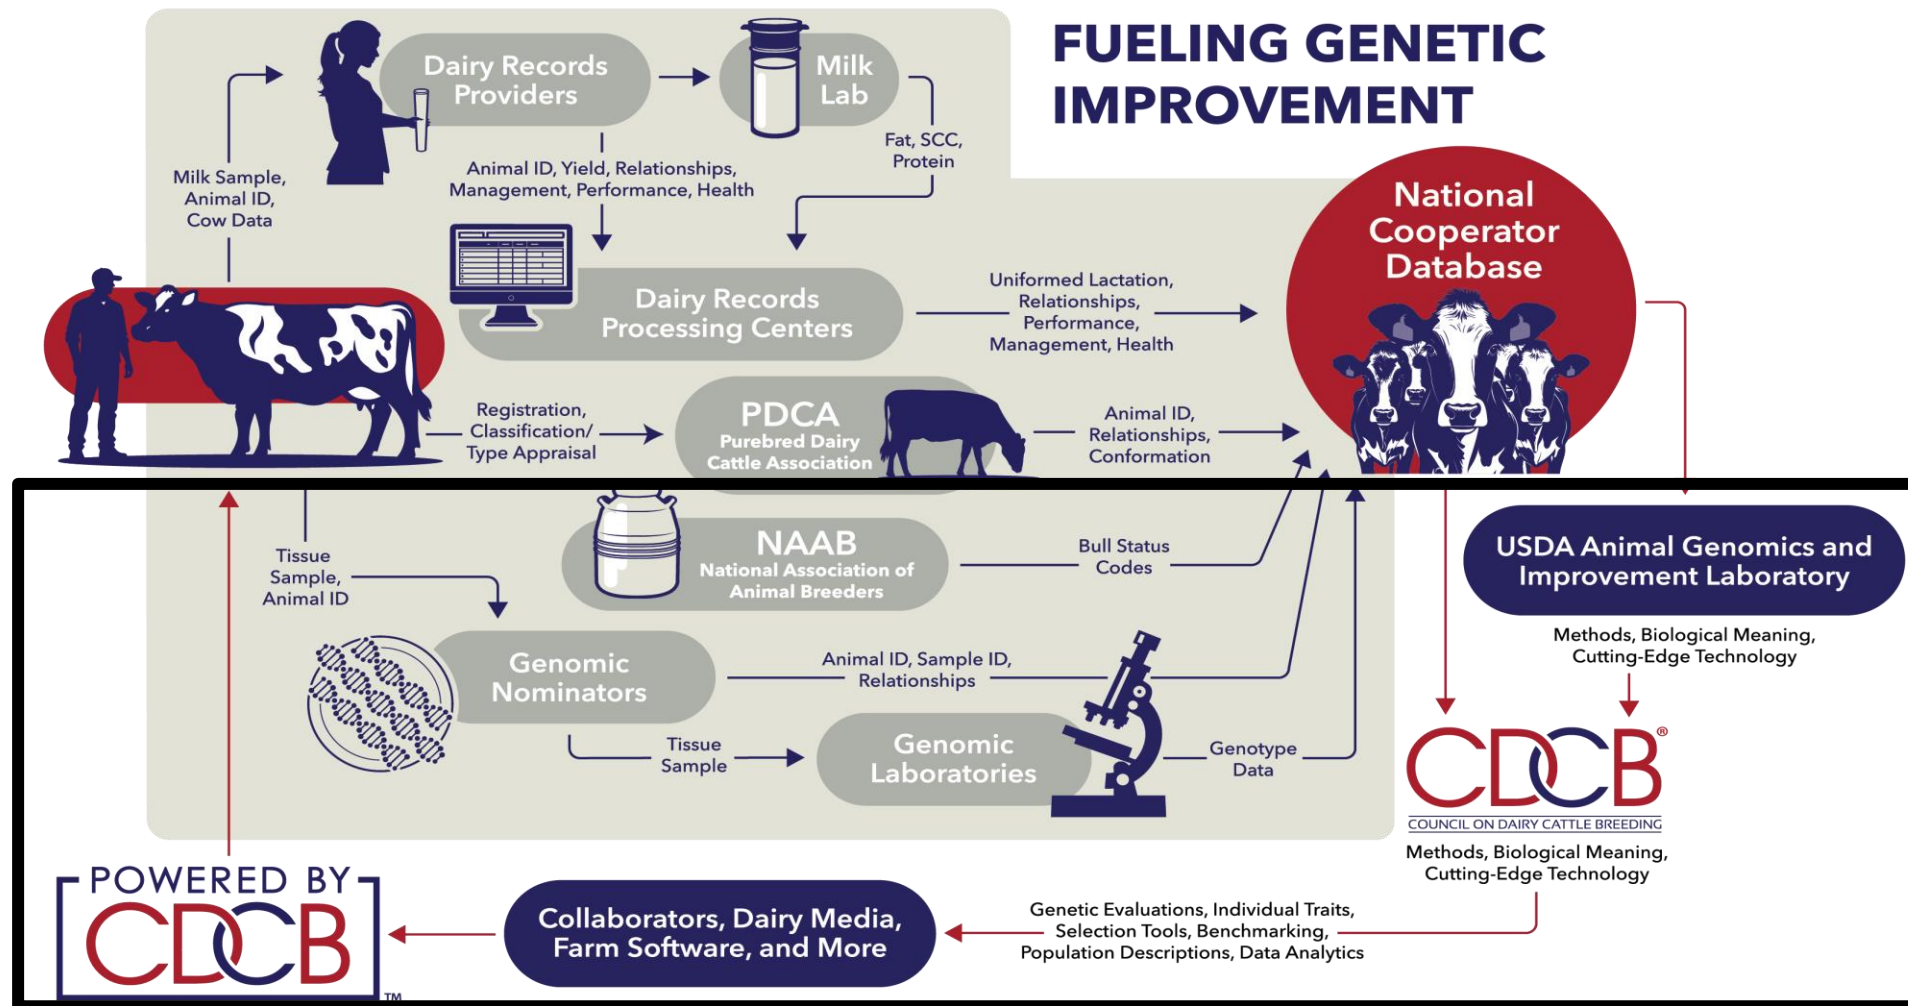 FUELING GENETIC
IMPROVEMENT
Dairy Records
Providers
Milk
Lab
Fat, SCC,
Protein
Milk Sample,
Animal ID,
Cow Data
Animal ID, Yield, Relationships,
Management, Performance, Health
National
Cooperator
Database
Dairy Records
Processing Centers
Uniformed Lactation,
Relationships,
Performance,
Management, Health
Registration,
Classification/
Type Appraisal
PDCA
Purebred Dairy
Cattle Association
Animal ID,
Relationships,
Conformation
Tissue
Sample,
Animal ID
NAAB
National Association of
Animal Breeders
Bull Status
Codes
USDA Animal Genomics and
Improvement Laboratory
Methods, Biological Meaning,
Cutting-Edge Technology
Genomic
Nominators
Animal ID, Sample ID,
Relationships
Tissue
Sample
Genomic
Laboratories
Genotype
Data
CDCB®
COUNCIL ON DAIRY CATTLE BREEDING
Methods, Biological Meaning,
Cutting-Edge Technology
Genetic Evaluations, Individual Traits,
Selection Tools, Benchmarking,
Population Descriptions, Data Analytics
Collaborators, Dairy Media,
Farm Software, and More
POWERED BY
CDCB
TM